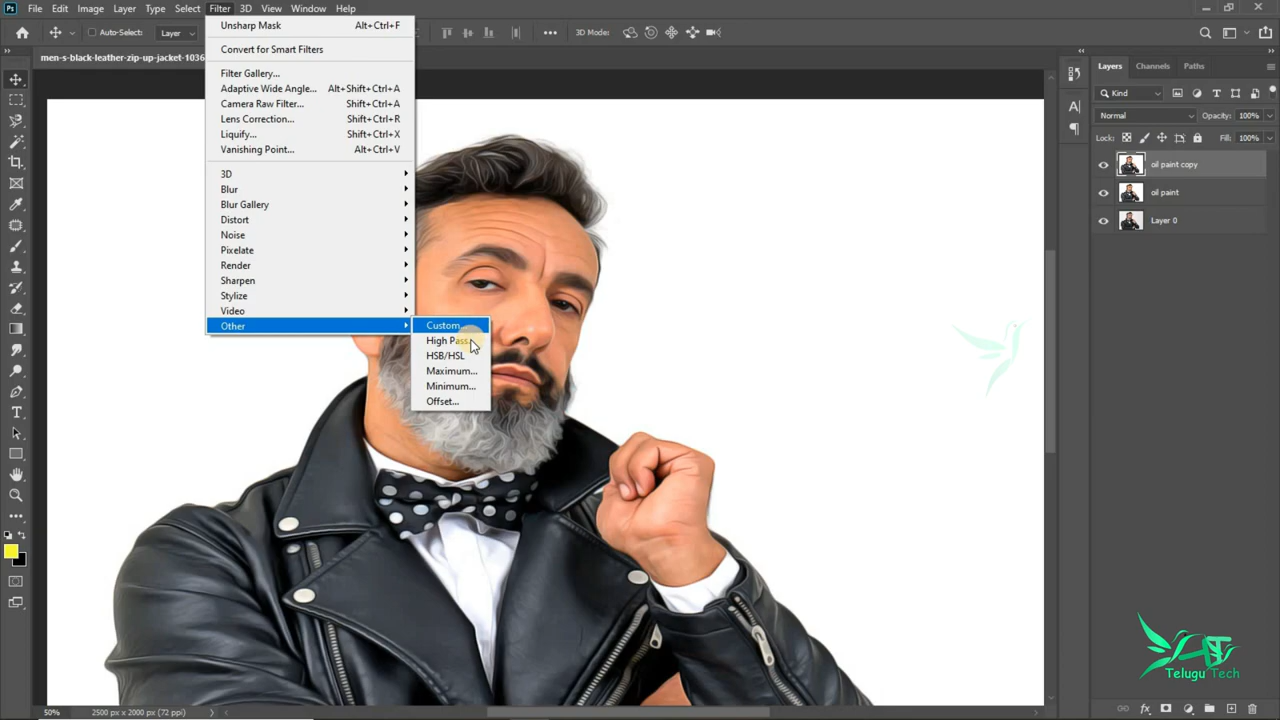 Ps File Edit Image Layer Type Select Filter 3D View Window Help
Auto-Select: Layer
3D Mode:
men-s-black-leather-zip-up-jacket-1036
Unsharp Mask Alt+Ctrl+F
Convert for Smart Filters
Filter Gallery...
Adaptive Wide Angle... Alt+Shift+Ctrl+A
Camera Raw Filter... Shift+Ctrl+A
Lens Correction... Shift+Ctrl+R
Liquify... Shift+Ctrl+X
Vanishing Point... Alt+Ctrl+V
3D
Blur
Blur Gallery
Distort
Noise
Pixelate
Render
Sharpen
Stylize
Video
Other
Custom...
High Pass...
HSB/HSL
Maximum...
Minimum...
Offset...
Layers Channels Paths
Kind
Normal Opacity: 100%
Lock: Fill: 100%
oil paint copy
oil paint
Layer 0
Telugu Tech
50% 2500 px x 2000 px (72 ppi)